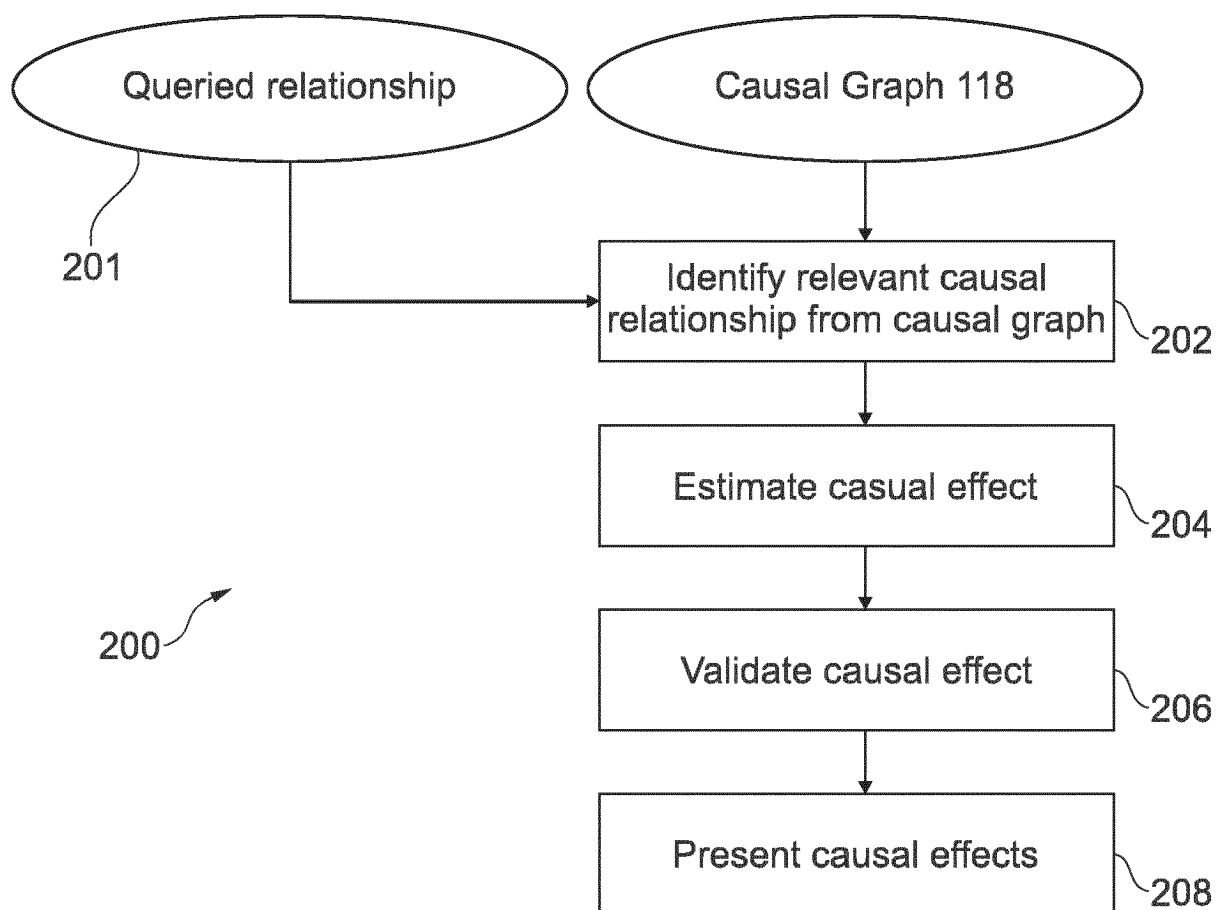 Queried relationship
Causal Graph 118
201
Identify relevant causal
relationship from causal graph
202
Estimate casual effect
204
200
Validate causal effect
206
Present causal effects
208